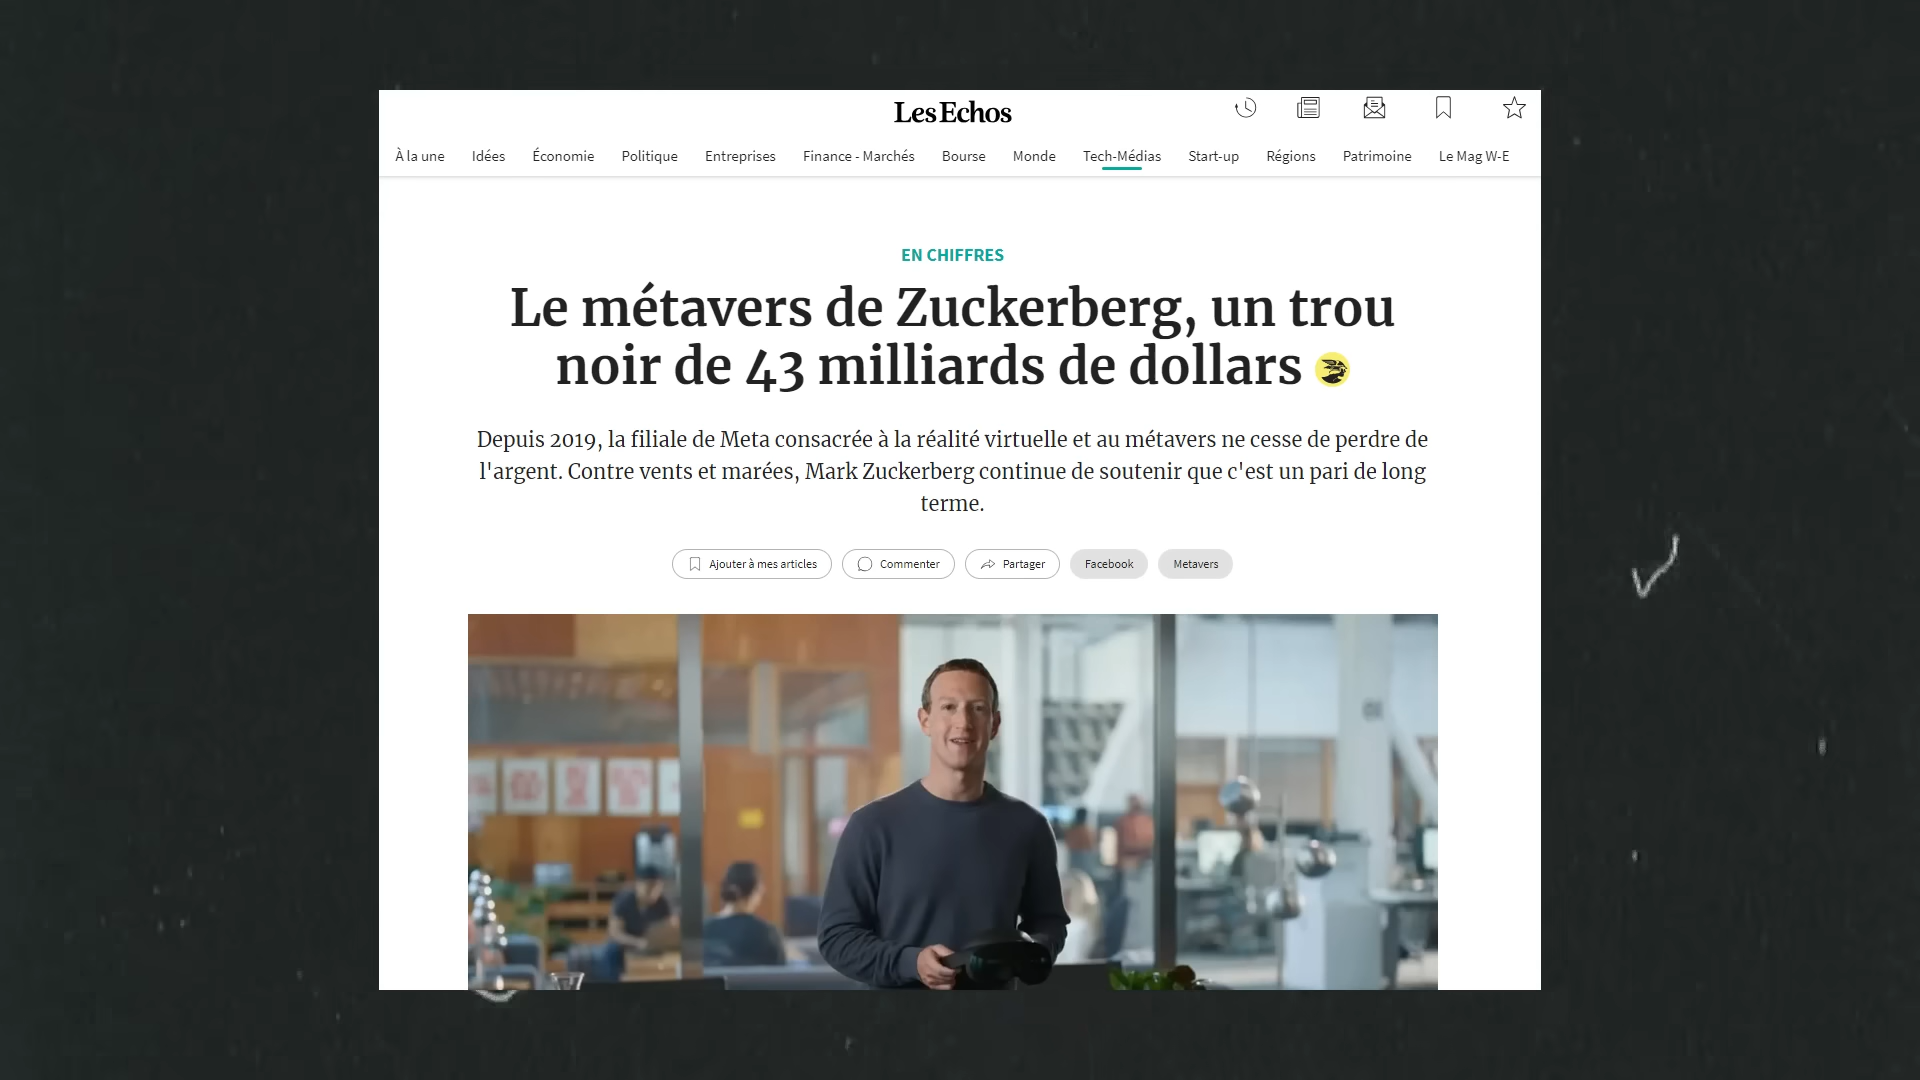 Les Echos
À la une Idées Économie Politique Entreprises Finance - Marchés Bourse Monde Tech-Médias Start-up Régions Patrimoine Le Mag W-E
EN CHIFFRES
Le métavers de Zuckerberg, un trou
noir de 43 milliards de dollars
Depuis 2019, la filiale de Meta consacrée à la réalité virtuelle et au métavers ne cesse de perdre de
l'argent. Contre vents et marées, Mark Zuckerberg continue de soutenir que c'est un pari de long
terme.
Ajouter à mes articles Commenter Partager Facebook Metavers